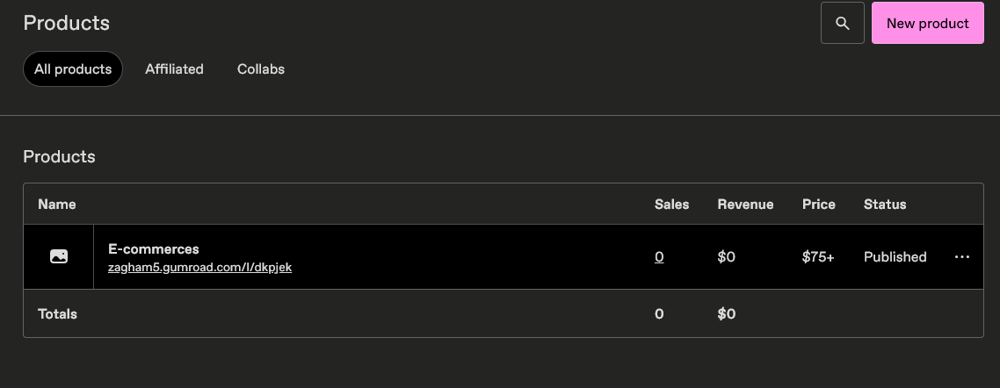 Products
New product
All products Affiliated Collabs
Products
Name Sales Revenue Price Status
E-commerces
zagham5.gumroad.com/l/dkpjek
0 $0 $75+ Published ...
Totals 0 $0